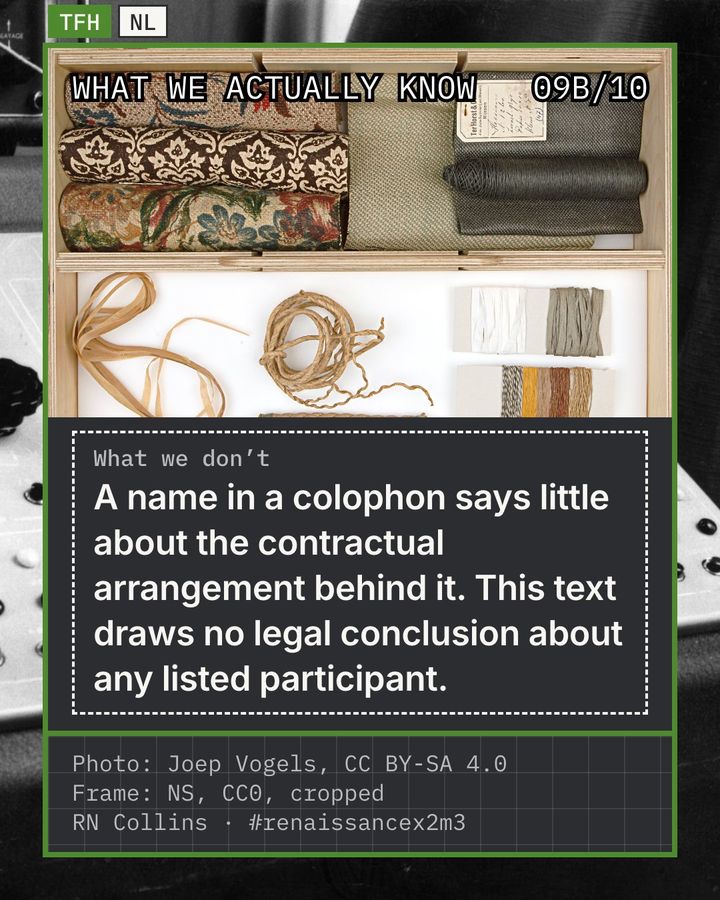 TFH NL
WHAT WE ACTUALLY KNOW 09B/10
What we don’t
A name in a colophon says little
about the contractual
arrangement behind it. This text
draws no legal conclusion about
any listed participant.
Photo: Joep Vogels, CC BY-SA 4.0
Frame: NS, CC0, cropped
RN Collins · #renaissancex2m3